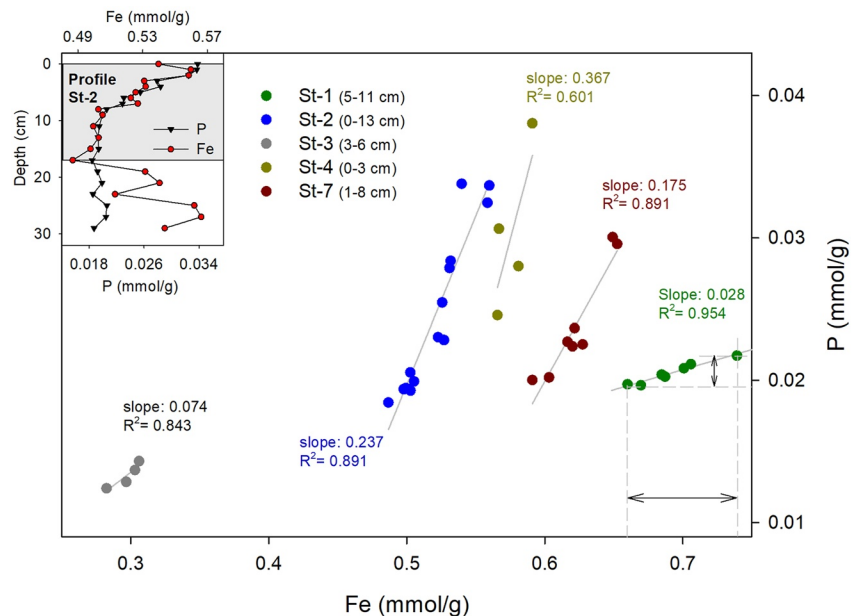 Fe (mmol/g)
0.49 0.53 0.57
0
10
20
30
Depth (cm)
Profile
St-2
P
Fe
0.018 0.026 0.034
P (mmol/g)
St-1 (5-11 cm)
St-2 (0-13 cm)
St-3 (3-6 cm)
St-4 (0-3 cm)
St-7 (1-8 cm)
slope: 0.367
R²= 0.601
slope: 0.175
R²= 0.891
Slope: 0.028
R²= 0.954
slope: 0.074
R²= 0.843
slope: 0.237
R²= 0.891
0.04
0.03
0.02
0.01
P (mmol/g)
0.3 0.4 0.5 0.6 0.7
Fe (mmol/g)